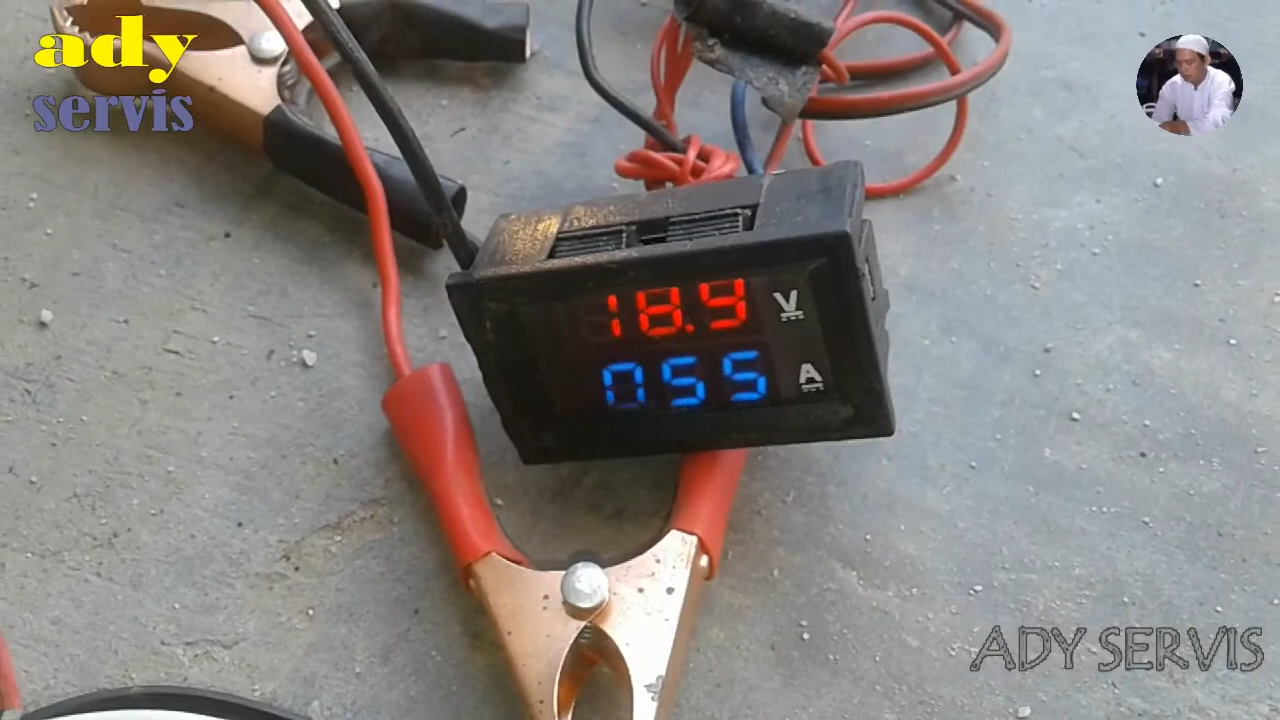 ady
servis
18.9 V
055 A
ADY SERVIS